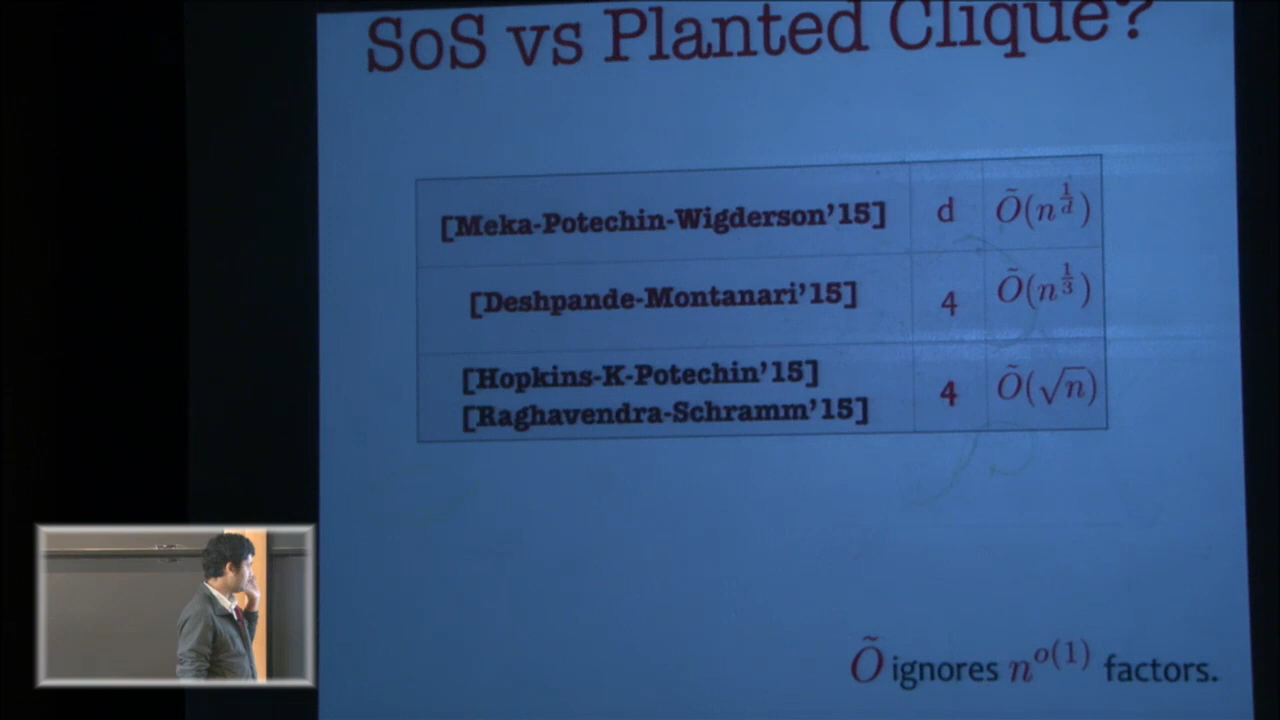 SoS vs Planted Clique?
[Meka-Potechin-Wigderson'15] d Õ(n^{1/d})
[Deshpande-Montanari'15] 4 Õ(n^{1/3})
[Hopkins-K-Potechin'15]
[Raghavendra-Schramm'15] 4 Õ(√n)
Õ ignores n^{o(1)} factors.